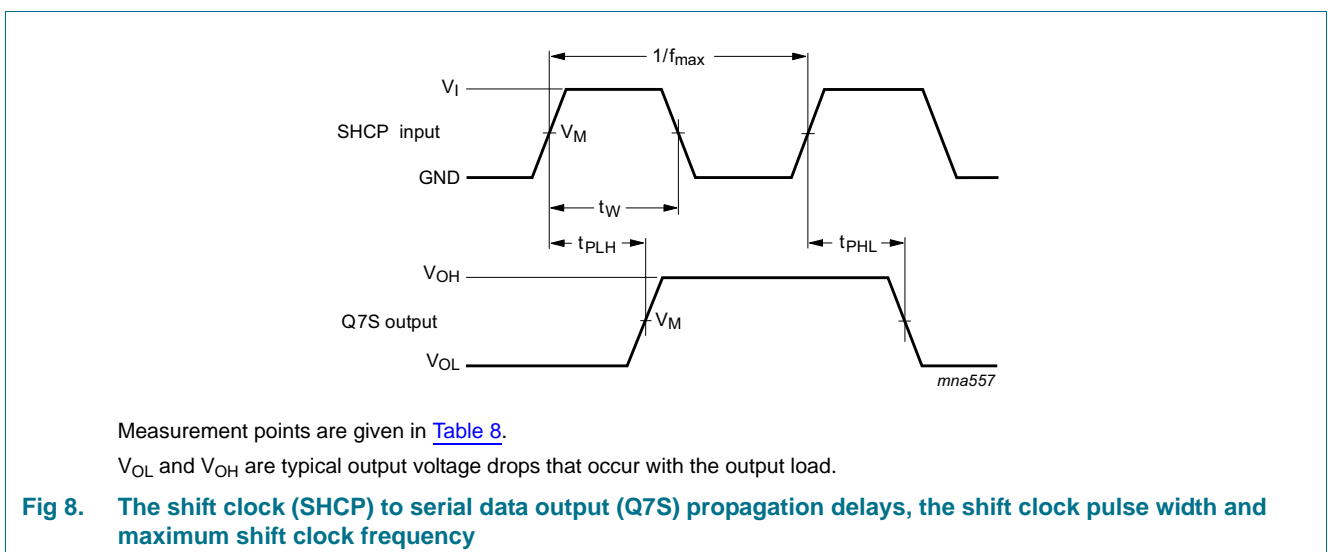 1/fmax
VI
SHCP input
VM
GND
tW
tPLH
tPHL
VOH
Q7S output
VM
VOL
mna557
Measurement points are given in Table 8.
VOL and VOH are typical output voltage drops that occur with the output load.
Fig 8. The shift clock (SHCP) to serial data output (Q7S) propagation delays, the shift clock pulse width and
maximum shift clock frequency